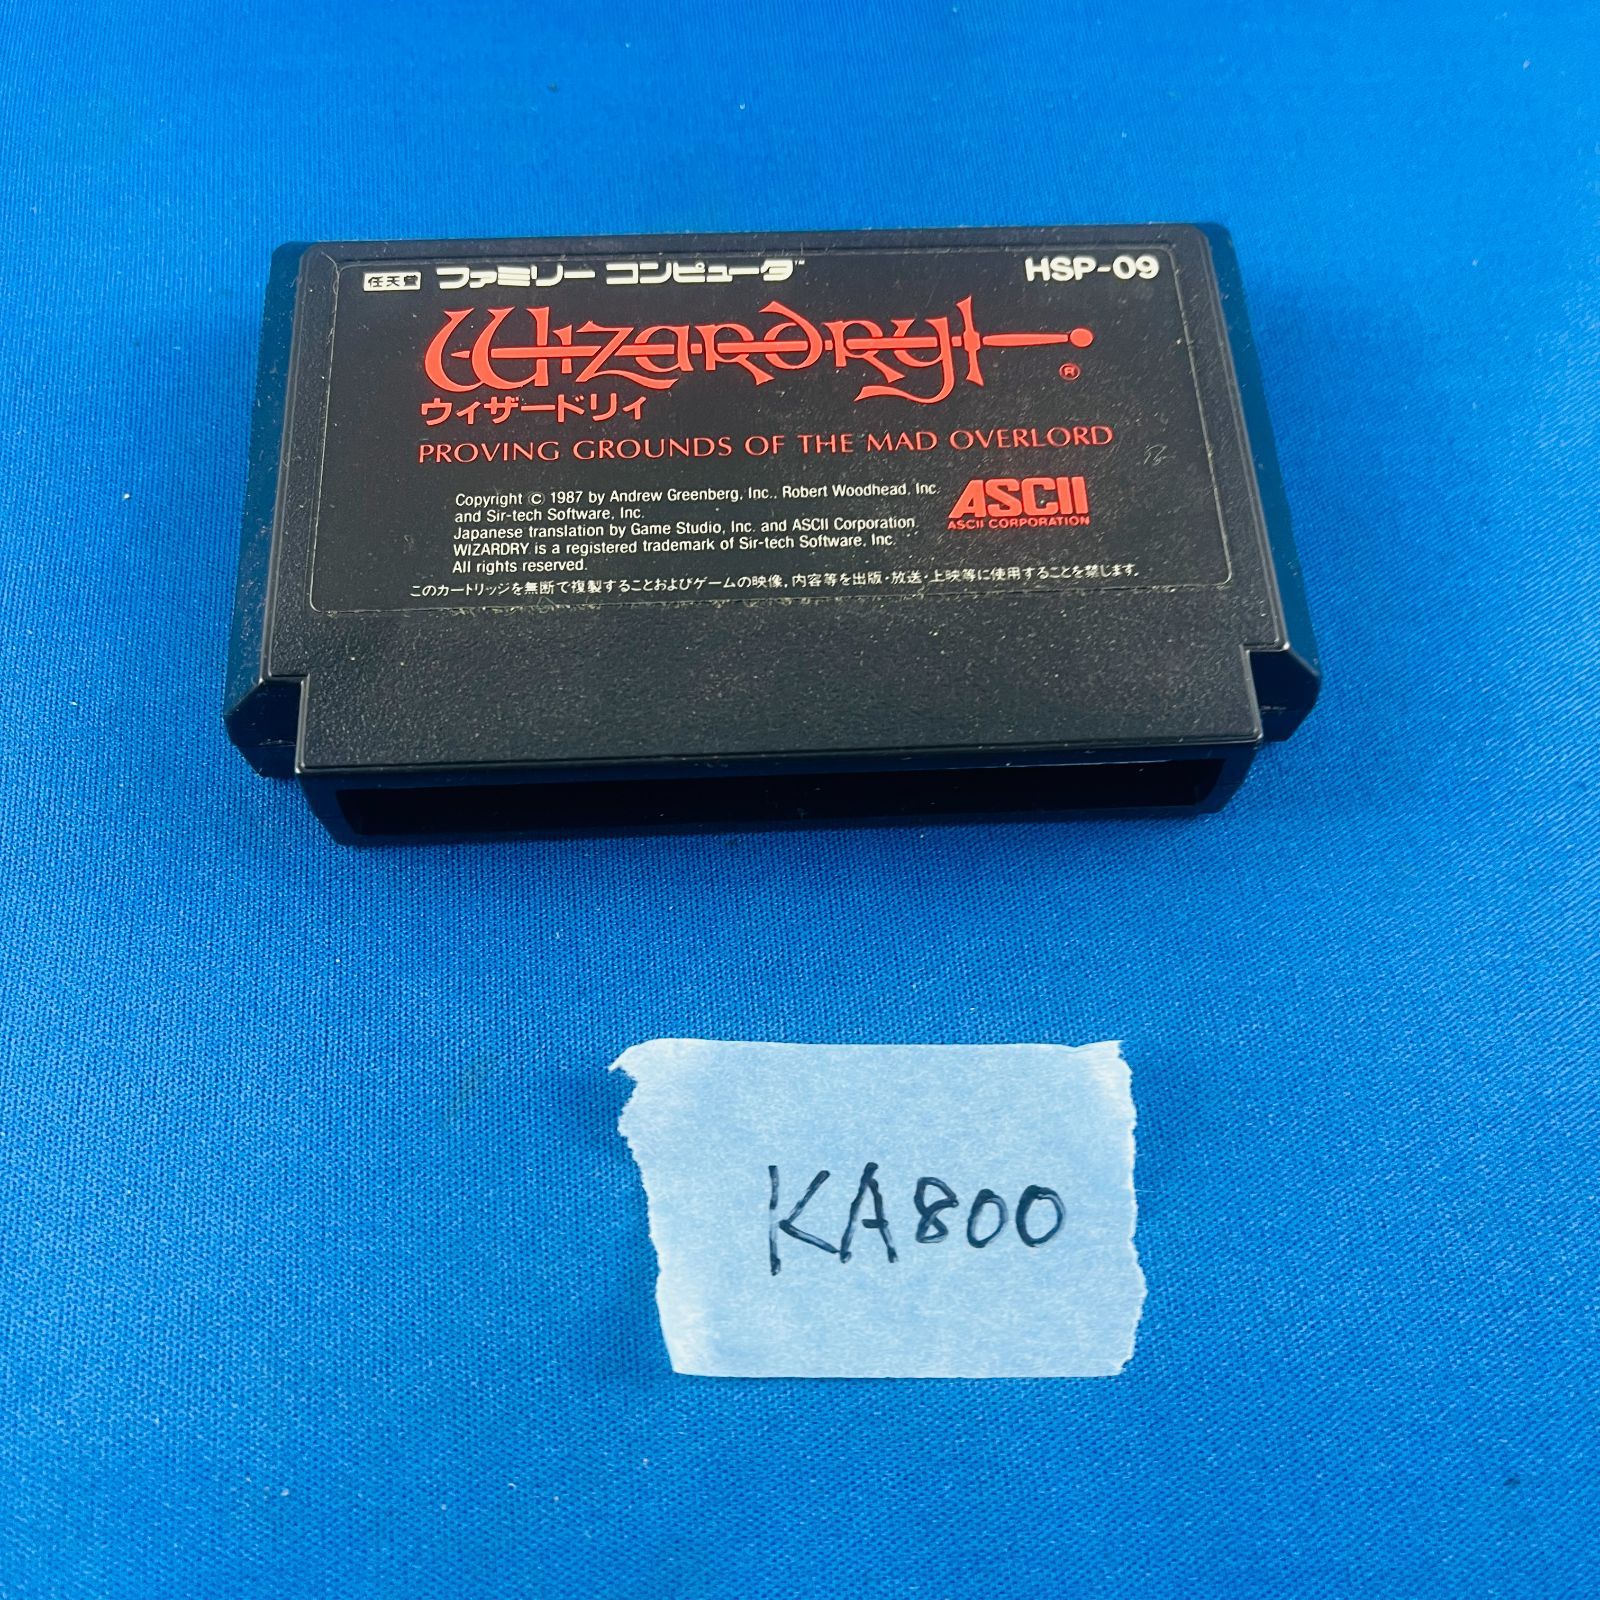 任天堂 ファミリー コンピュータ™ HSP-09
Wizardry®
ウィザードリィ
PROVING GROUNDS OF THE MAD OVERLORD
Copyright © 1987 by Andrew Greenberg, Inc., Robert Woodhead, Inc.
and Sir-tech Software, Inc.
Japanese translation by Game Studio, Inc. and ASCII Corporation.
WIZARDRY is a registered trademark of Sir-tech Software, Inc.
All rights reserved.
ASCII
ASCII CORPORATION
このカートリッジを無断で複製することおよびゲームの映像,内容等を出版・放送・上映等に使用することを禁じます。
KA800